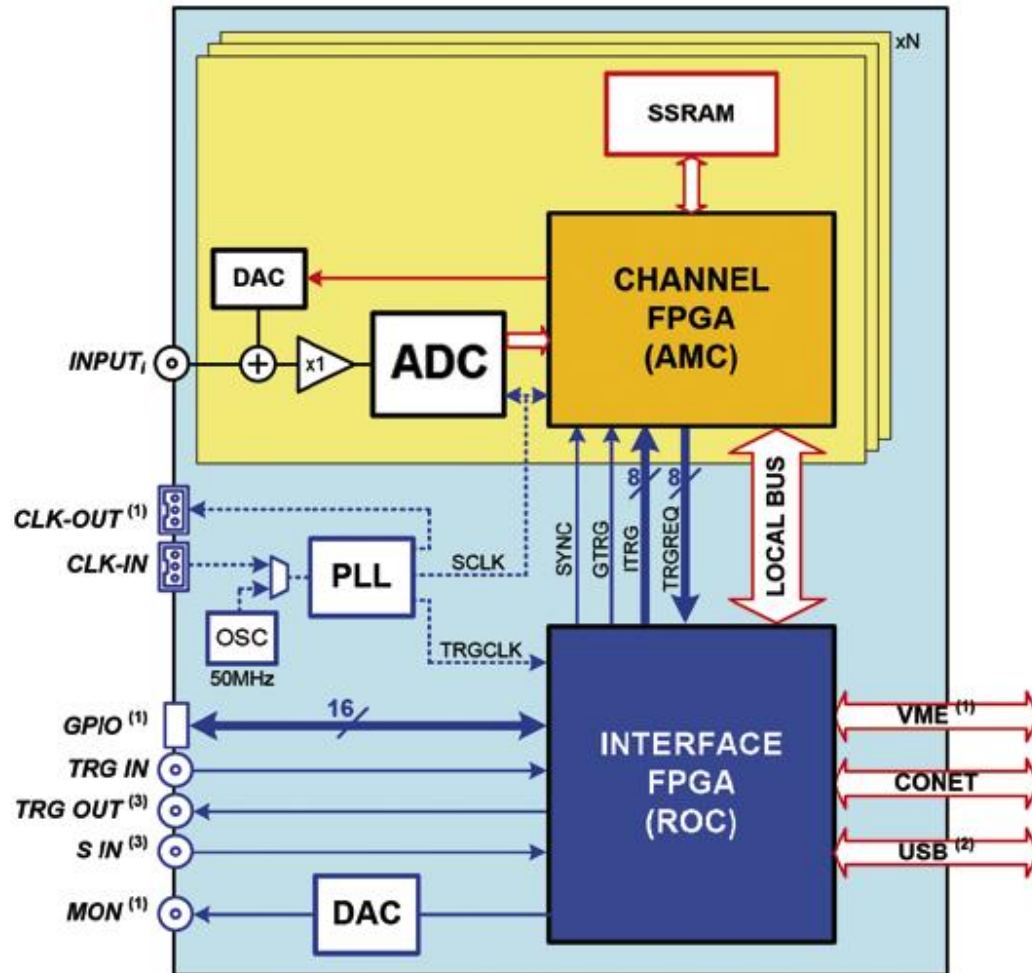 xN
SSRAM
DAC
CHANNEL
FPGA
(AMC)
INPUTi
x1
ADC
CLK-OUT (1)
CLK-IN
PLL
SCLK
OSC
50MHz
TRGCLK
SYNC
GTRG
ITRG
8
TRGREQ
8
LOCAL BUS
GPIO (1)
16
TRG IN
TRG OUT (3)
S IN (3)
MON (1)
DAC
INTERFACE
FPGA
(ROC)
VME (1)
CONET
USB (2)